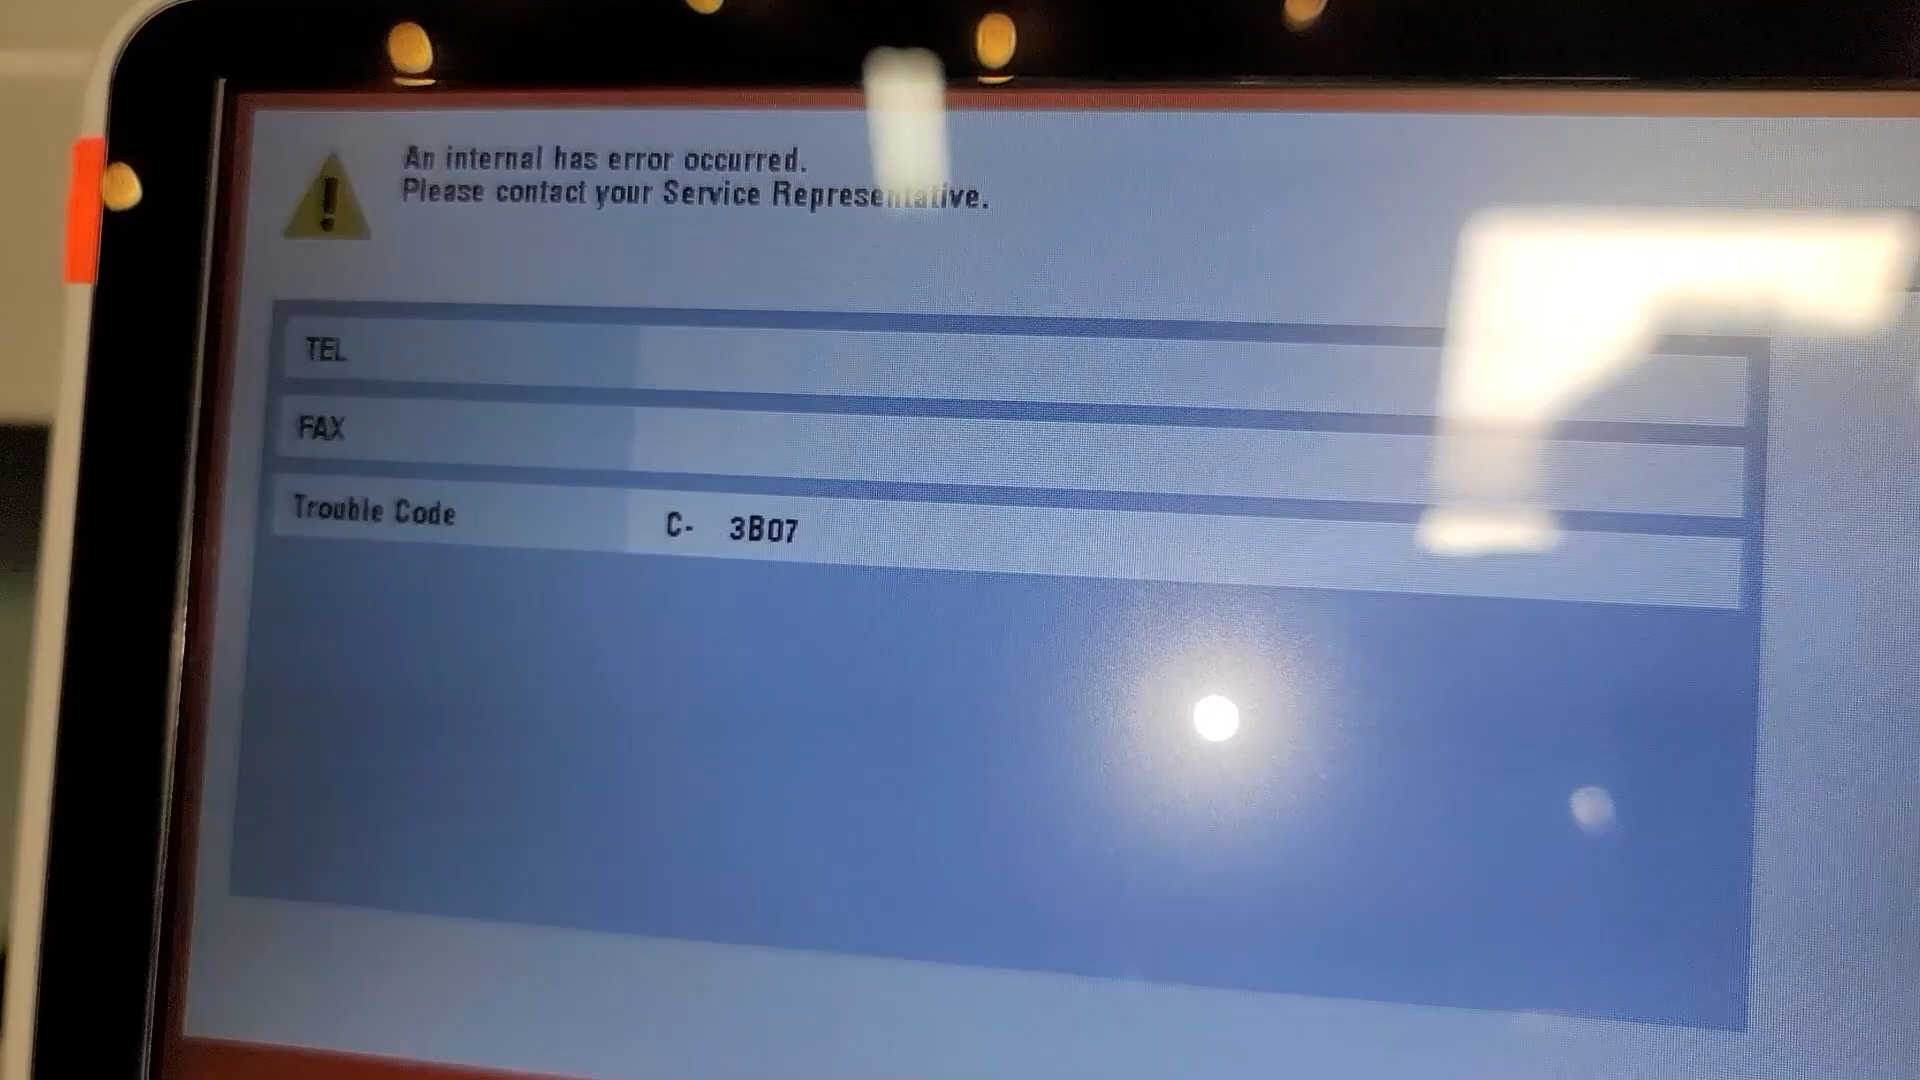 An internal has error occurred.
Please contact your Service Representative.
TEL
FAX
Trouble Code C- 3B07